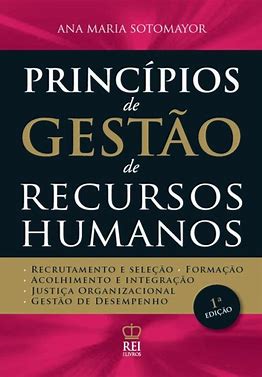 ANA MARIA SOTOMAYOR
PRINCÍPIOS
de
GESTÃO
de
RECURSOS
HUMANOS
· RECRUTAMENTO E SELEÇÃO · FORMAÇÃO
· ACOLHIMENTO E INTEGRAÇÃO
· JUSTIÇA ORGANIZACIONAL
· GESTÃO DE DESEMPENHO
1ª
EDIÇÃO
REI
DOS LIVROS